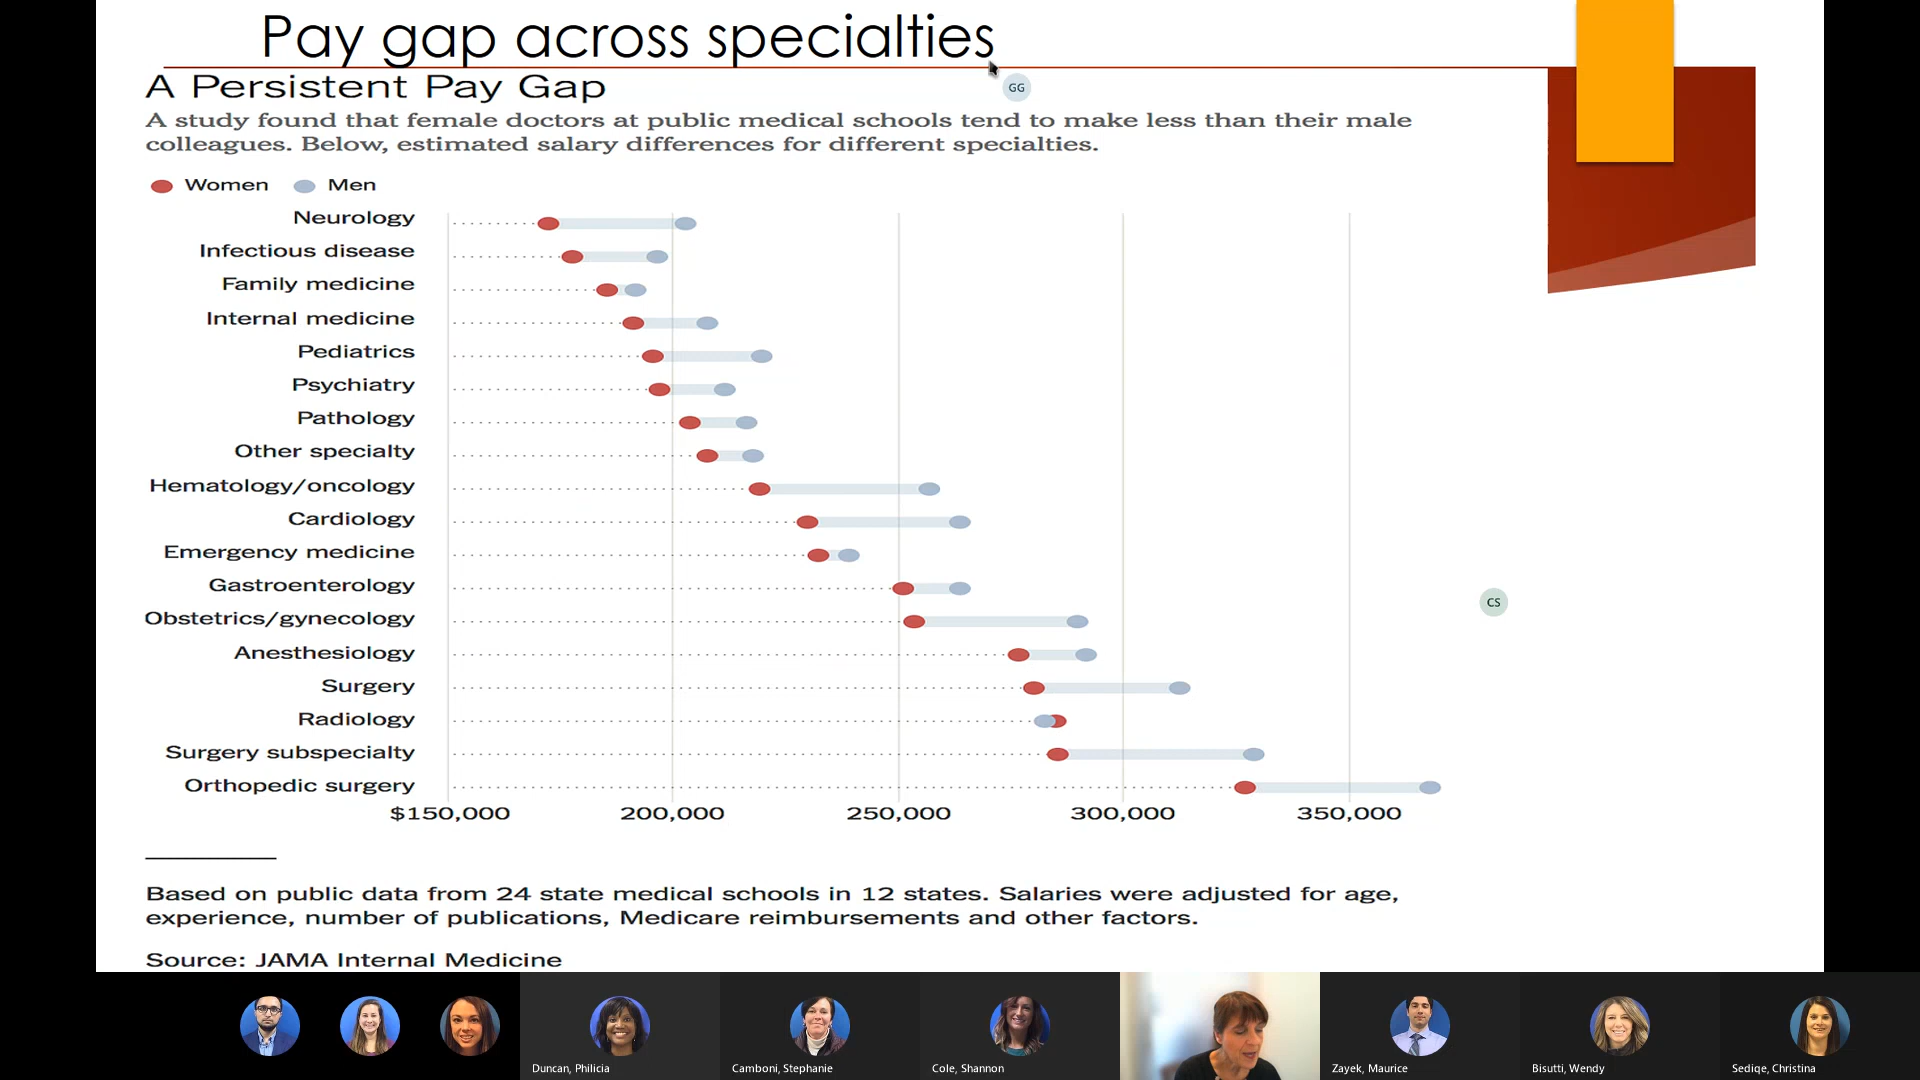 Pay gap across specialties
A Persistent Pay Gap
GG
A study found that female doctors at public medical schools tend to make less than their male
colleagues. Below, estimated salary differences for different specialties.
Women Men
Neurology
Infectious disease
Family medicine
Internal medicine
Pediatrics
Psychiatry
Pathology
Other specialty
Hematology/oncology
Cardiology
Emergency medicine
Gastroenterology
CS
Obstetrics/gynecology
Anesthesiology
Surgery
Radiology
Surgery subspecialty
Orthopedic surgery
$150,000 200,000 250,000 300,000 350,000
Based on public data from 24 state medical schools in 12 states. Salaries were adjusted for age,
experience, number of publications, Medicare reimbursements and other factors.
Source: JAMA Internal Medicine
Duncan, Philicia Camboni, Stephanie Cole, Shannon Zayek, Maurice Bisutti, Wendy Sediqe, Christina